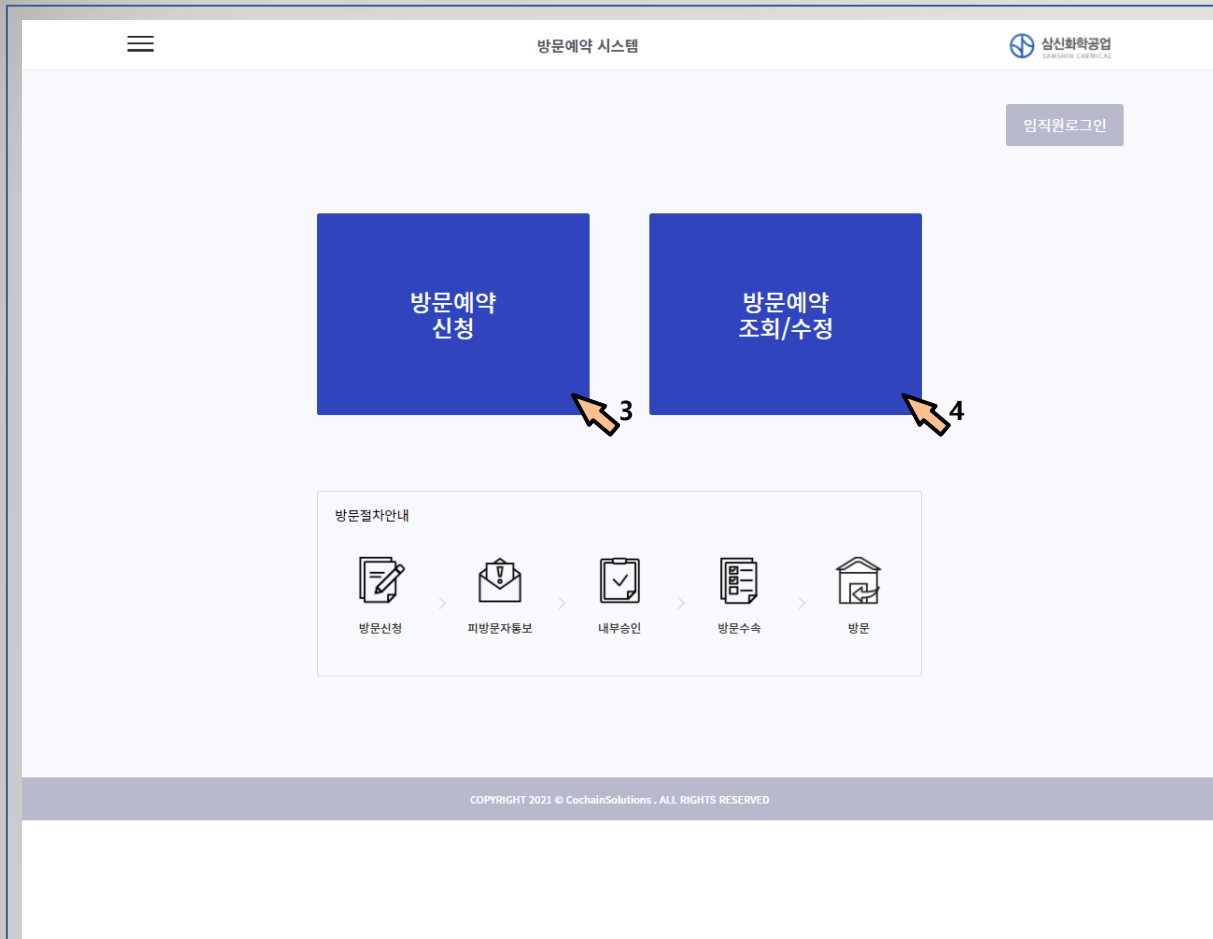 방문예약 시스템
삼신화학공업
SAMSHIN CHEMICAL
임직원로그인
방문예약
신청
3
방문예약
조회/수정
4
방문절차안내
방문신청
피방문자통보
내부승인
방문수속
방문
COPYRIGHT 2021 © CochainSolutions . ALL RIGHTS RESERVED